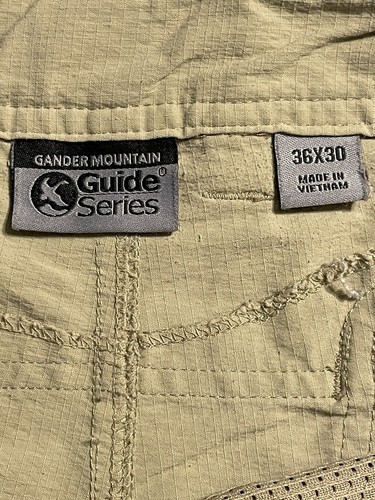 GANDER MOUNTAIN
Guide
Series
36X30
MADE IN
VIETNAM